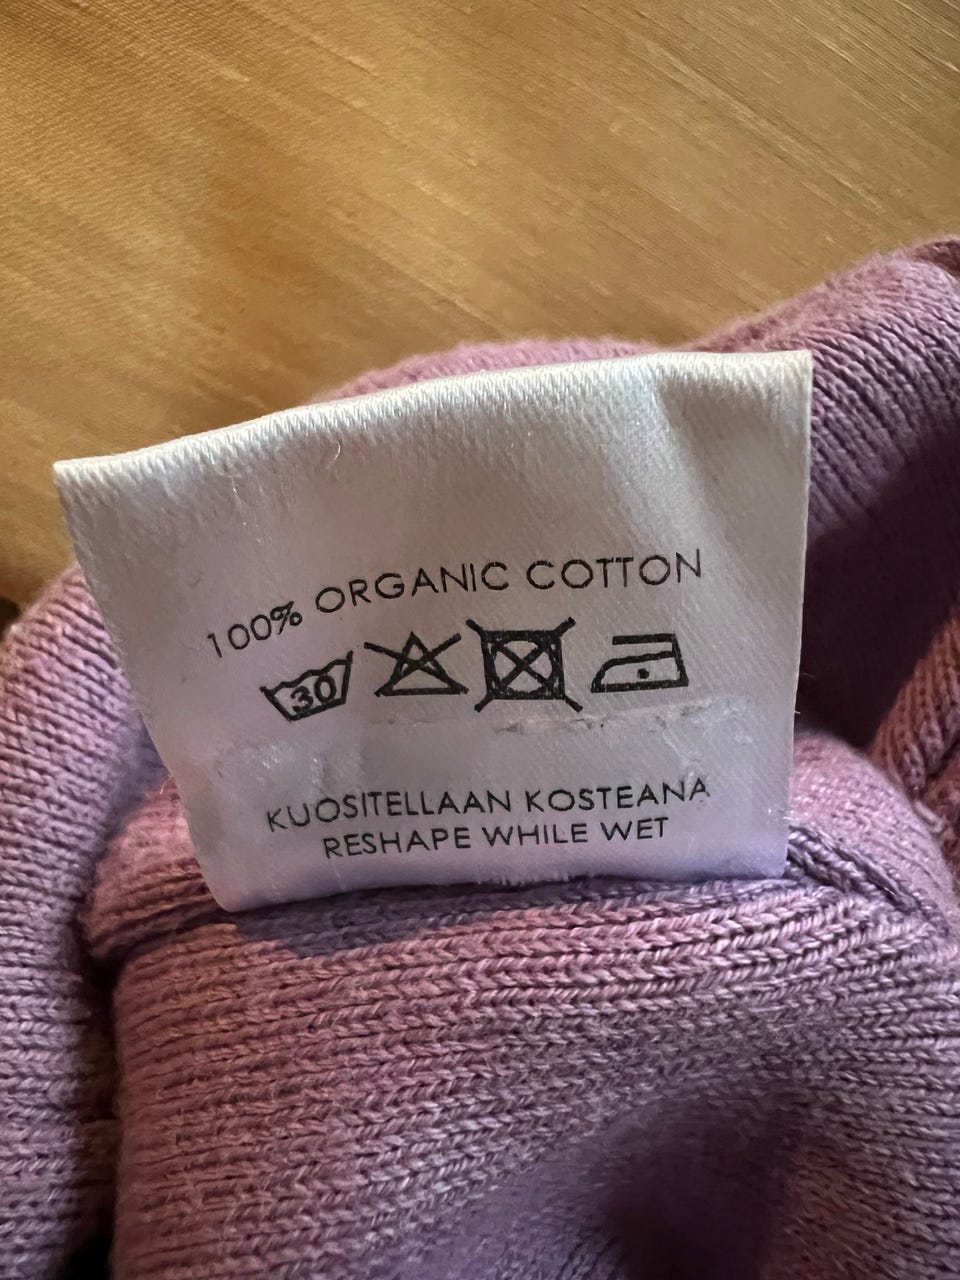 100% ORGANIC COTTON
30
KUOSITELLAAN KOSTEANA
RESHAPE WHILE WET